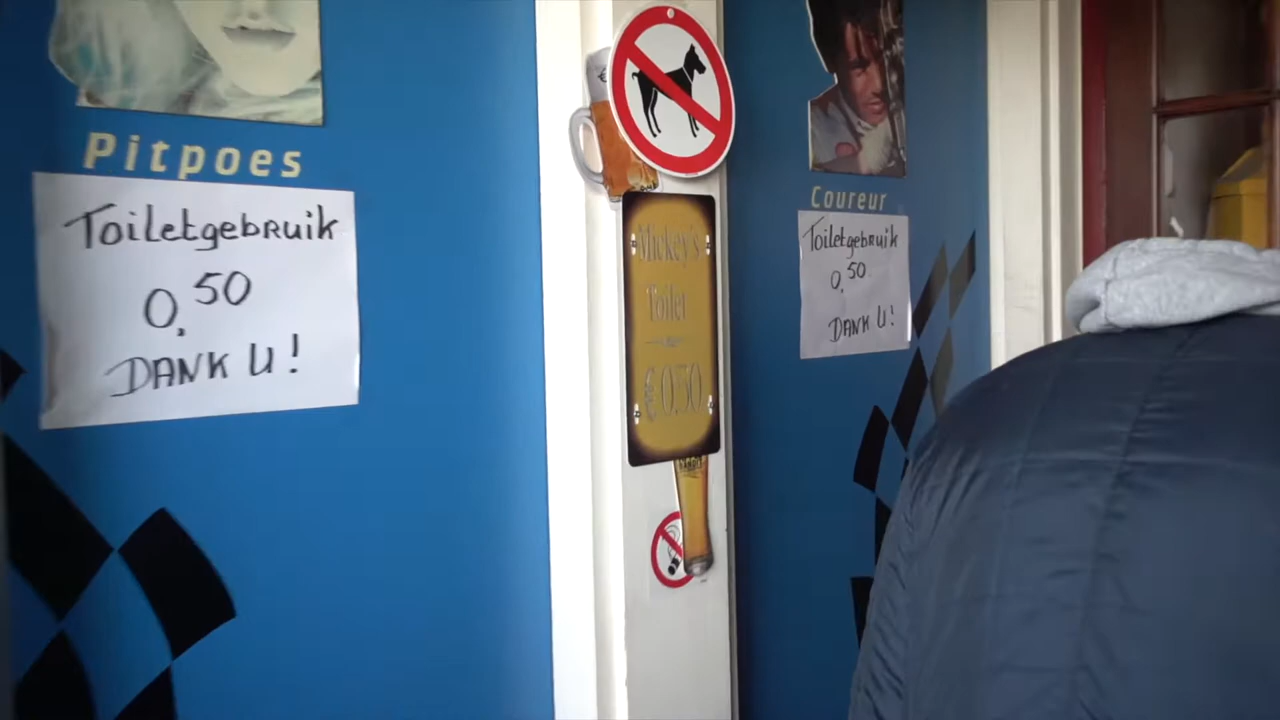 Pitpoes
Toiletgebruik
0,50
DANK U!
Mickey's
Toilet
€ 0.50
Coureur
Toiletgebruik
0,50
DANK U!